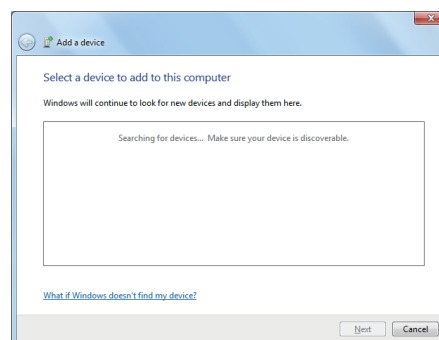 Add a device
Select a device to add to this computer
Windows will continue to look for new devices and display them here.
Searching for devices... Make sure your device is discoverable.
What if Windows doesn't find my device?
Next Cancel